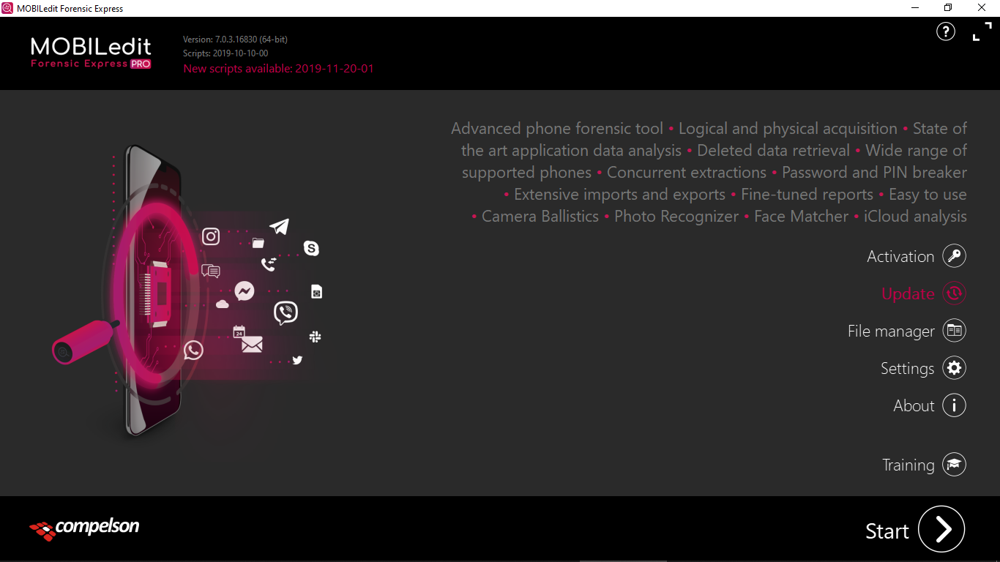 MOBILedit Forensic Express
MOBILedit
Forensic Express PRO
Version: 7.0.3.16830 (64-bit)
Scripts: 2019-10-10-00
New scripts available: 2019-11-20-01
?
Advanced phone forensic tool • Logical and physical acquisition • State of
the art application data analysis • Deleted data retrieval • Wide range of
supported phones • Concurrent extractions • Password and PIN breaker
• Extensive imports and exports • Fine-tuned reports • Easy to use
• Camera Ballistics • Photo Recognizer • Face Matcher • iCloud analysis
S
24
Activation
Update
File manager
Settings
About
i
Training
compelson
Start